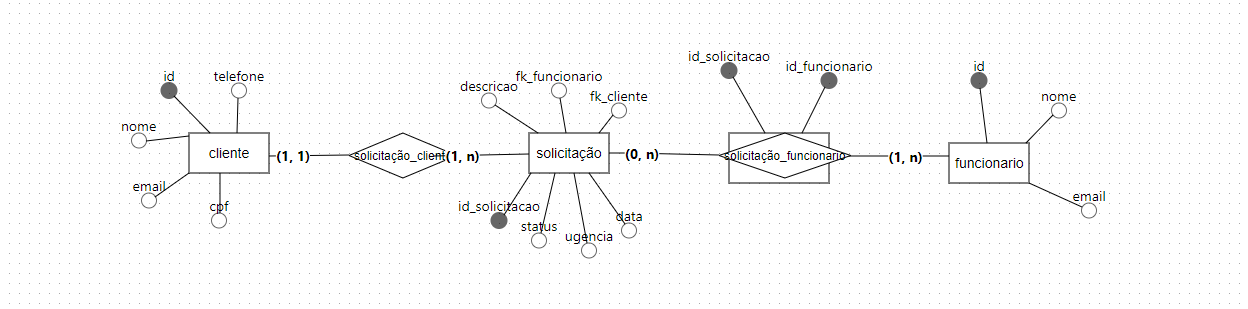 id
telefone
nome
cliente
email
cpf
(1, 1)
solicitação_client
(1, n)
descricao
fk_funcionario
fk_cliente
solicitação
id_solicitacao
status
ugencia
data
(0, n)
id_solicitacao
id_funcionario
solicitação_funcionario
(1, n)
id
nome
funcionario
email